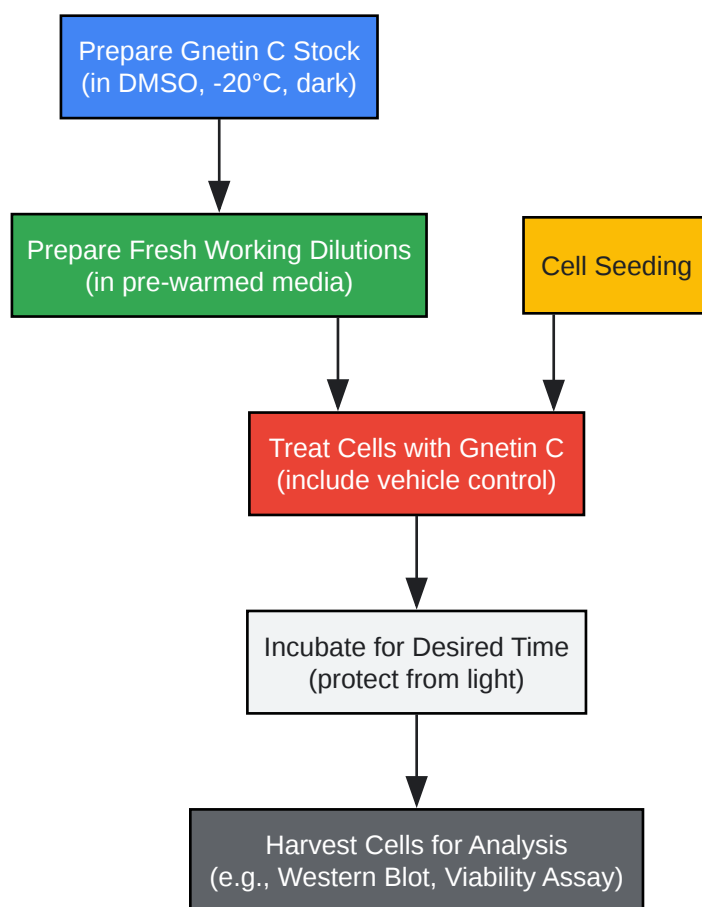 Prepare Gnetin C Stock
(in DMSO, -20°C, dark)
Prepare Fresh Working Dilutions
(in pre-warmed media)
Cell Seeding
Treat Cells with Gnetin C
(include vehicle control)
Incubate for Desired Time
(protect from light)
Harvest Cells for Analysis
(e.g., Western Blot, Viability Assay)